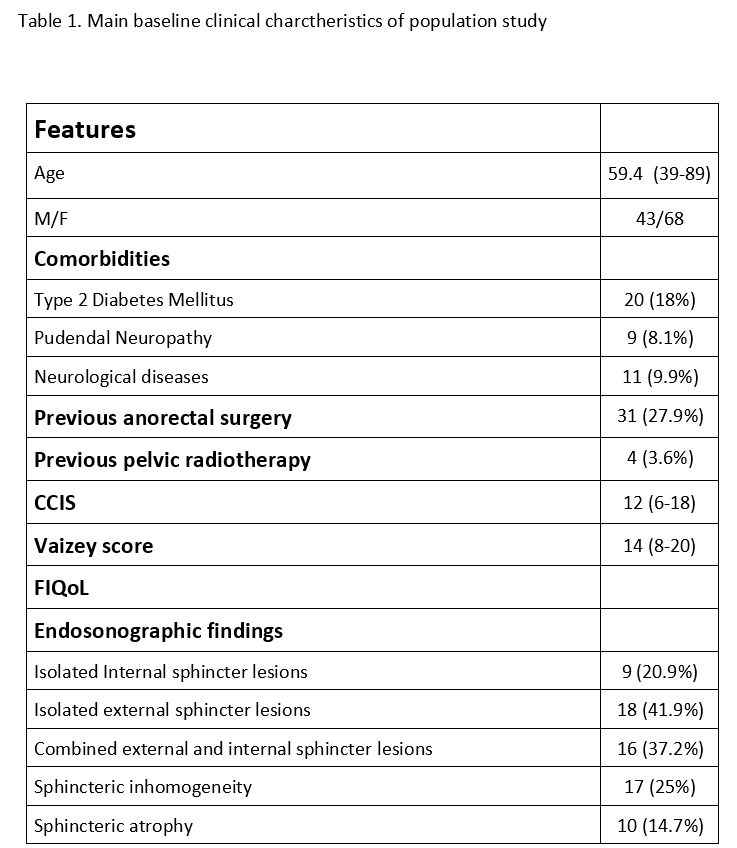 Table 1. Main baseline clinical charctheristics of population study
Features
Age 59.4 (39-89)
M/F 43/68
Comorbidities
Type 2 Diabetes Mellitus 20 (18%)
Pudendal Neuropathy 9 (8.1%)
Neurological diseases 11 (9.9%)
Previous anorectal surgery 31 (27.9%)
Previous pelvic radiotherapy 4 (3.6%)
CCIS 12 (6-18)
Vaizey score 14 (8-20)
FIQoL
Endosonographic findings
Isolated Internal sphincter lesions 9 (20.9%)
Isolated external sphincter lesions 18 (41.9%)
Combined external and internal sphincter lesions 16 (37.2%)
Sphincteric inhomogeneity 17 (25%)
Sphincteric atrophy 10 (14.7%)